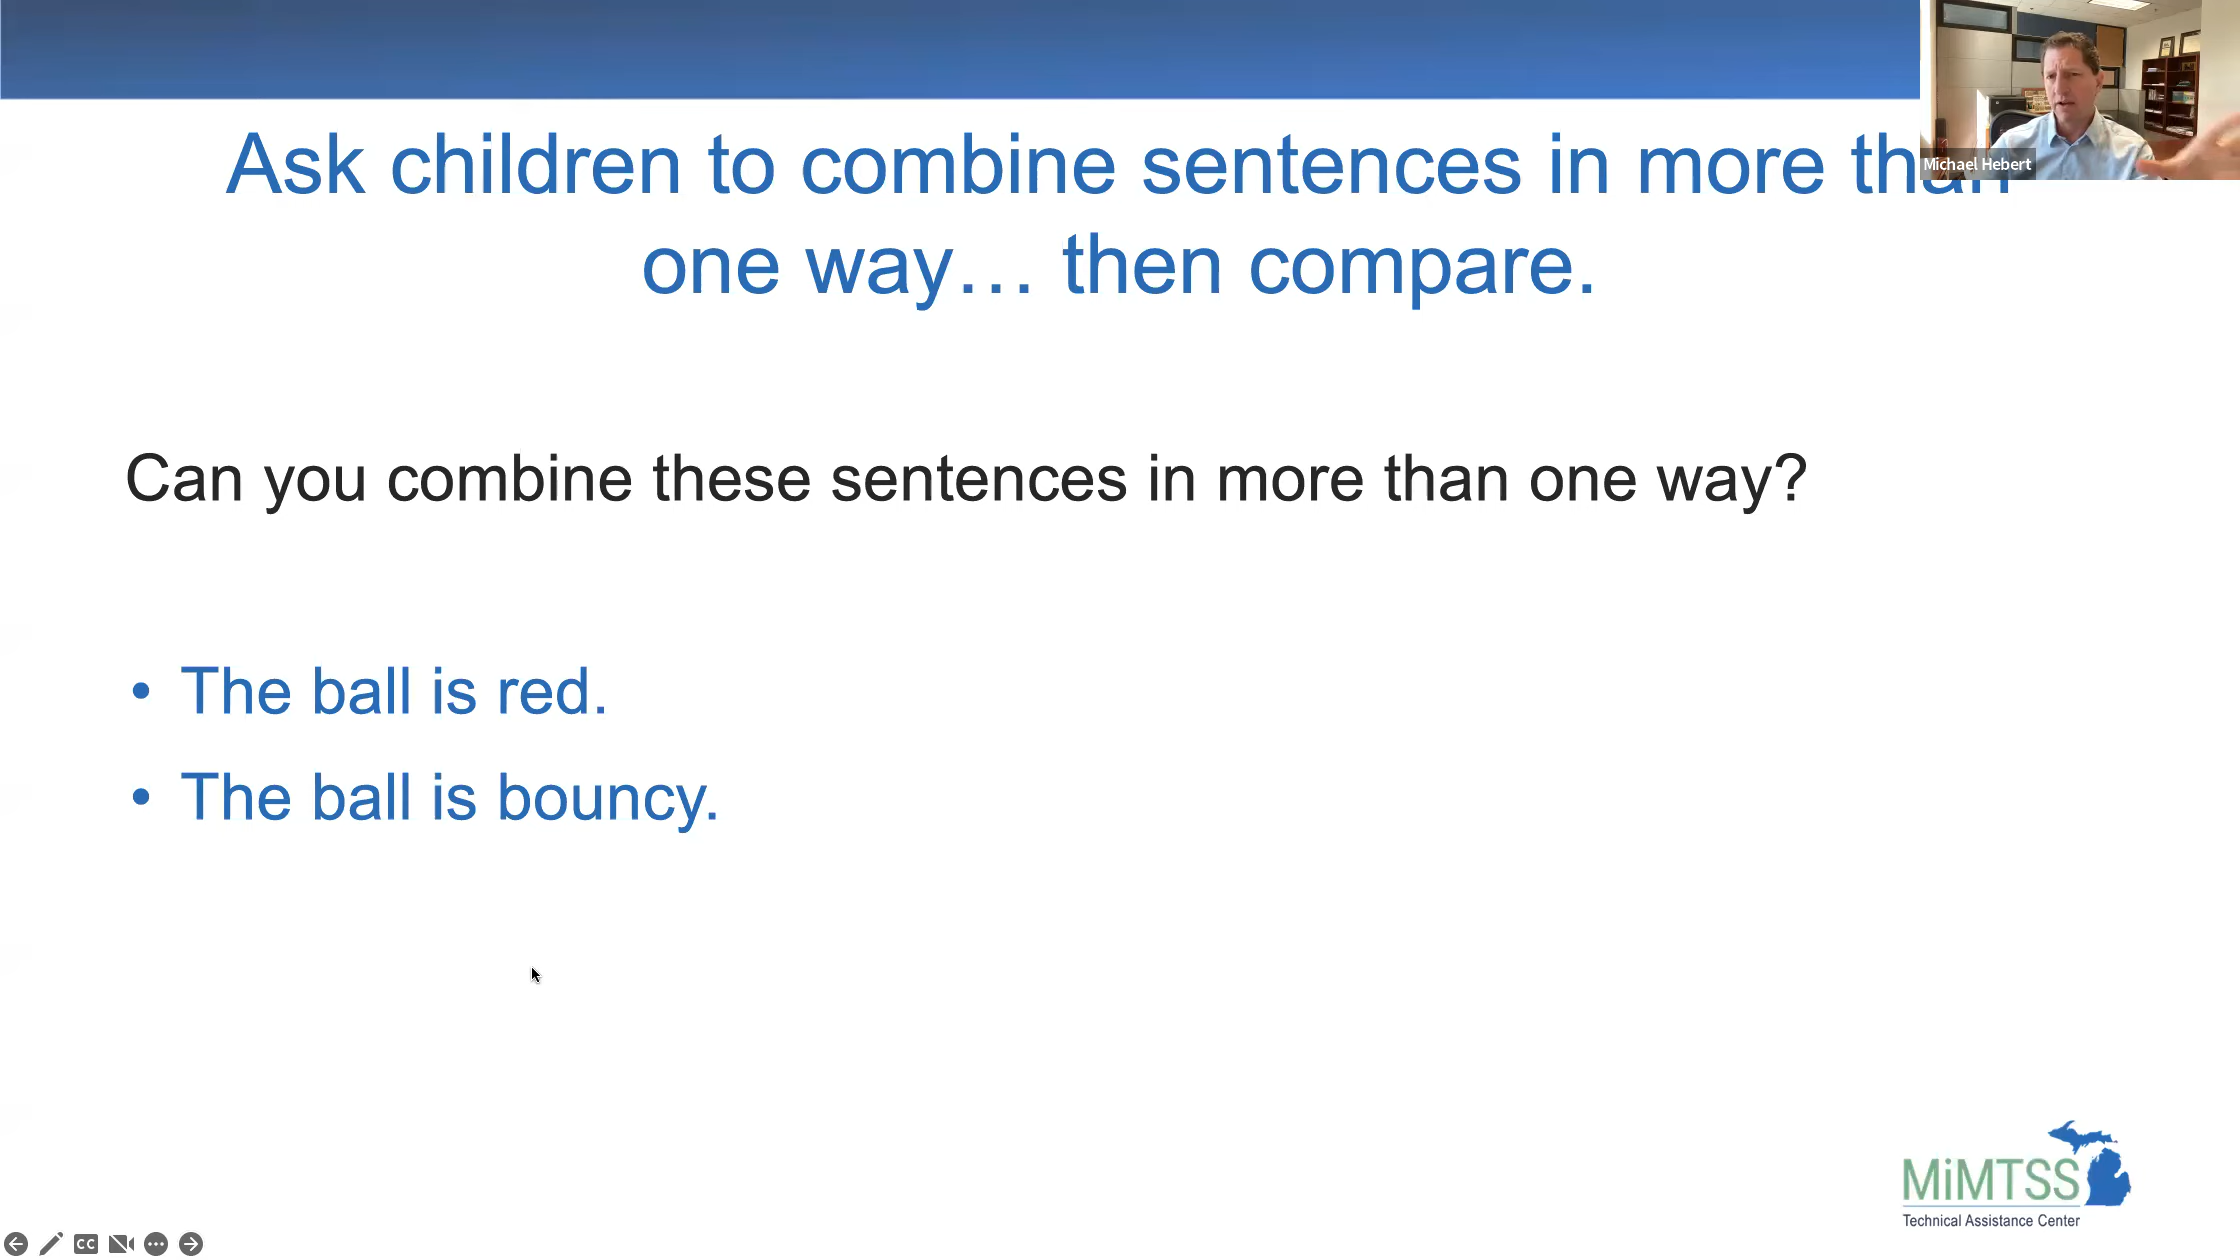 Ask children to combine sentences in more than
one way… then compare.
Michael Hebert
Can you combine these sentences in more than one way?
• The ball is red.
• The ball is bouncy.
MiMTSS
Technical Assistance Center
CC